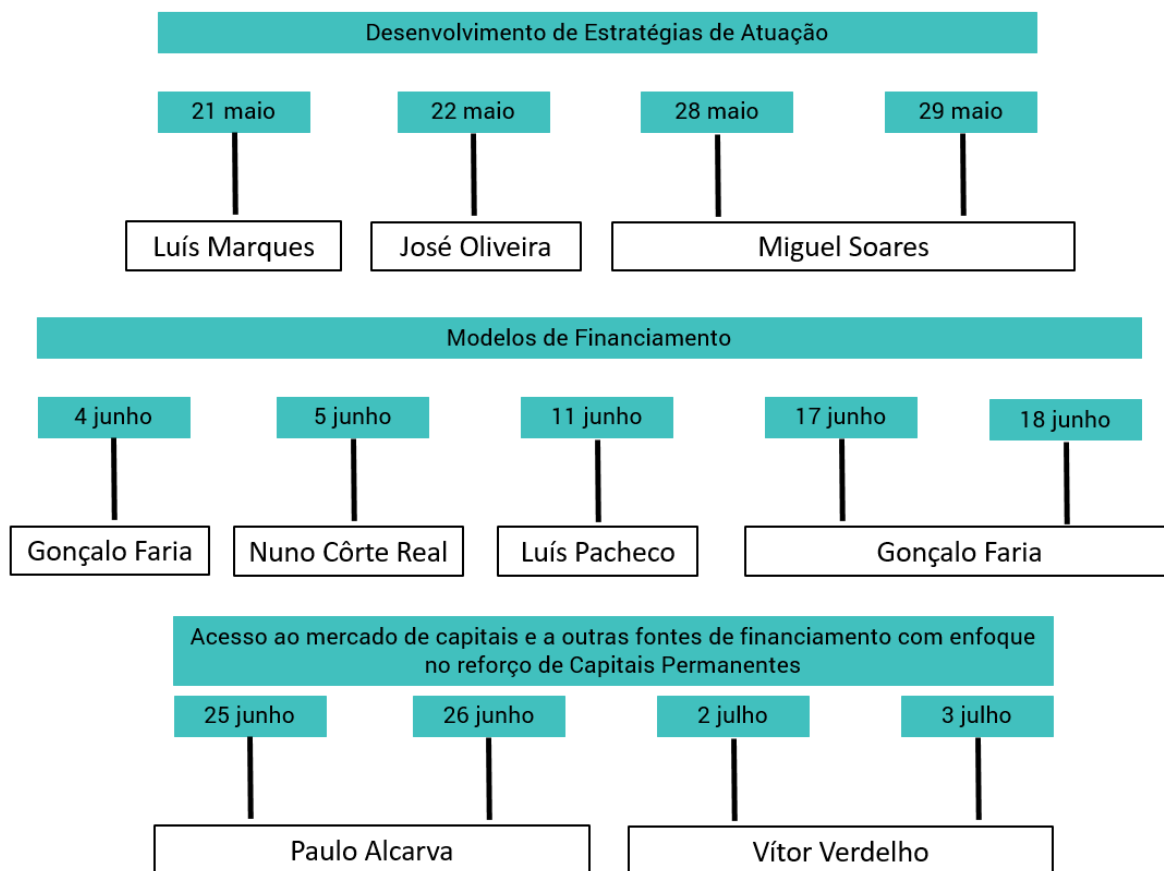 Desenvolvimento de Estratégias de Atuação
21 maio
22 maio
28 maio
29 maio
Luís Marques
José Oliveira
Miguel Soares
Modelos de Financiamento
4 junho
5 junho
11 junho
17 junho
18 junho
Gonçalo Faria
Nuno Côrte Real
Luís Pacheco
Gonçalo Faria
Acesso ao mercado de capitais e a outras fontes de financiamento com enfoque
no reforço de Capitais Permanentes
25 junho
26 junho
2 julho
3 julho
Paulo Alcarva
Vítor Verdelho